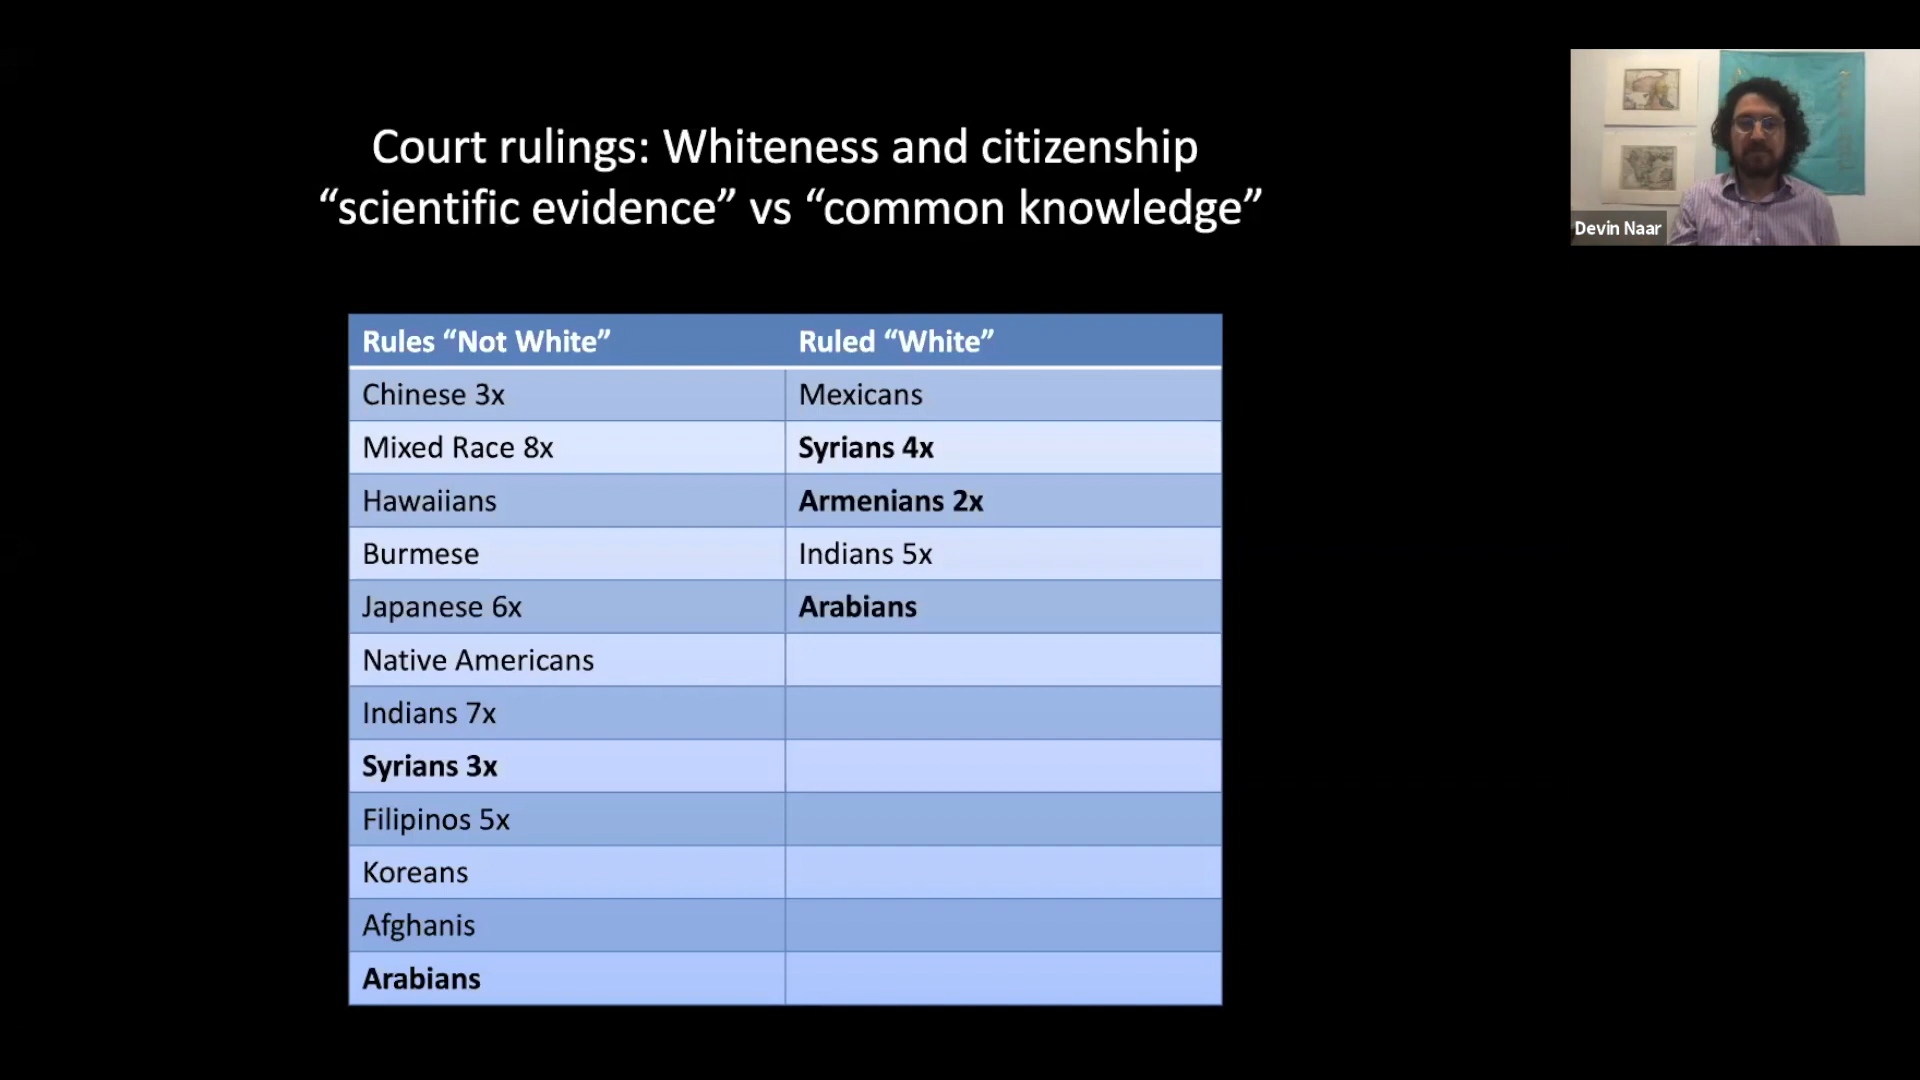 Court rulings: Whiteness and citizenship
“scientific evidence” vs “common knowledge”
Devin Naar
Rules “Not White” Ruled “White”
Chinese 3x Mexicans
Mixed Race 8x Syrians 4x
Hawaiians Armenians 2x
Burmese Indians 5x
Japanese 6x Arabians
Native Americans
Indians 7x
Syrians 3x
Filipinos 5x
Koreans
Afghanis
Arabians